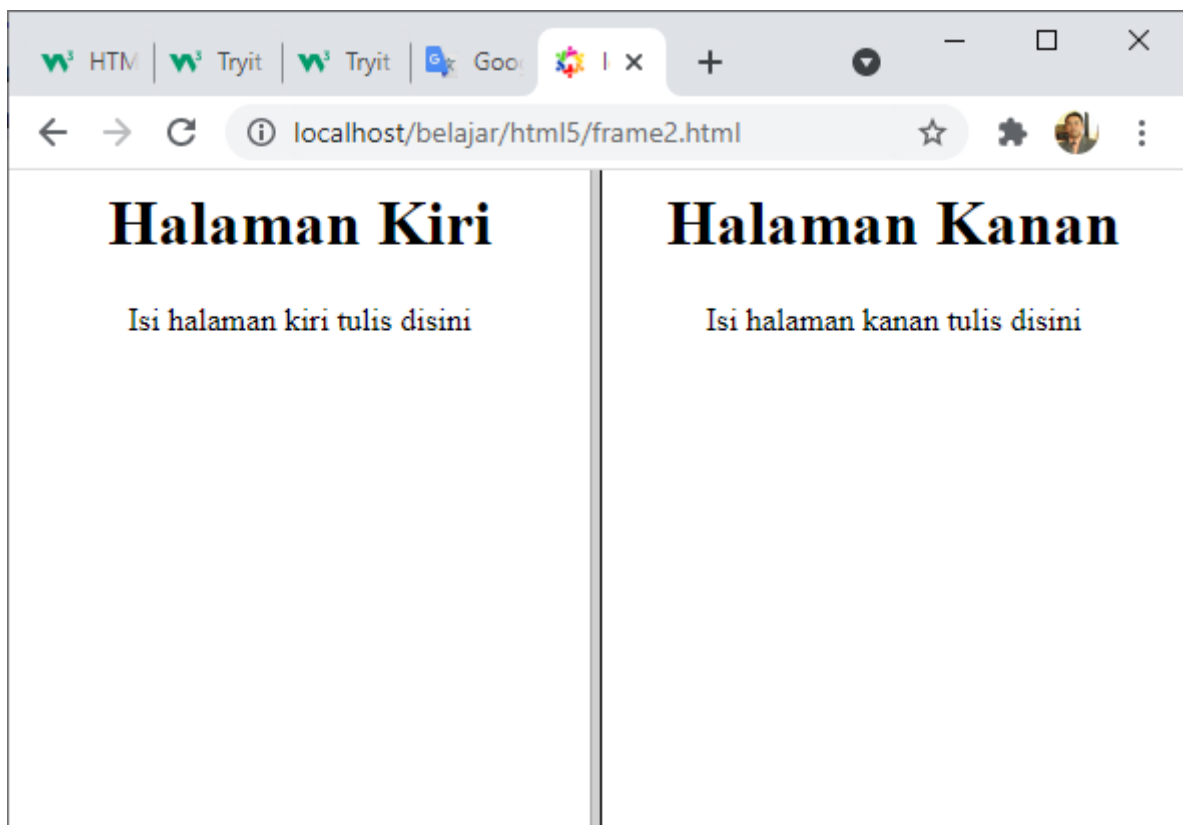 HTM Tryit Tryit Goo
localhost/belajar/html5/frame2.html
Halaman Kiri
Isi halaman kiri tulis disini
Halaman Kanan
Isi halaman kanan tulis disini